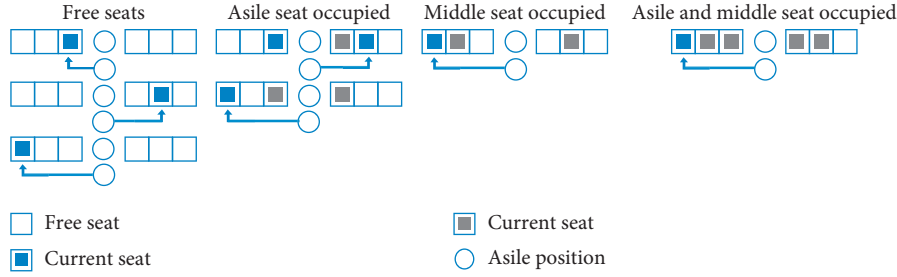 Free seats
Asile seat occupied
Middle seat occupied
Asile and middle seat occupied
Free seat
Current seat
Current seat
Asile position